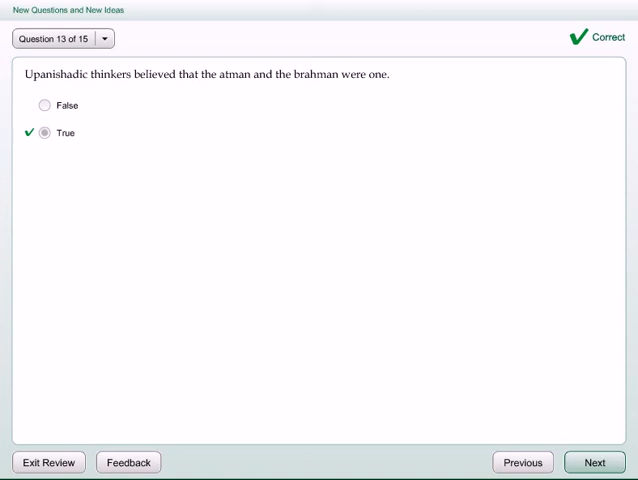 New Questions and New Ideas
Question 13 of 15
Correct
Upanishadic thinkers believed that the atman and the brahman were one.
False
True
Exit Review
Feedback
Previous
Next